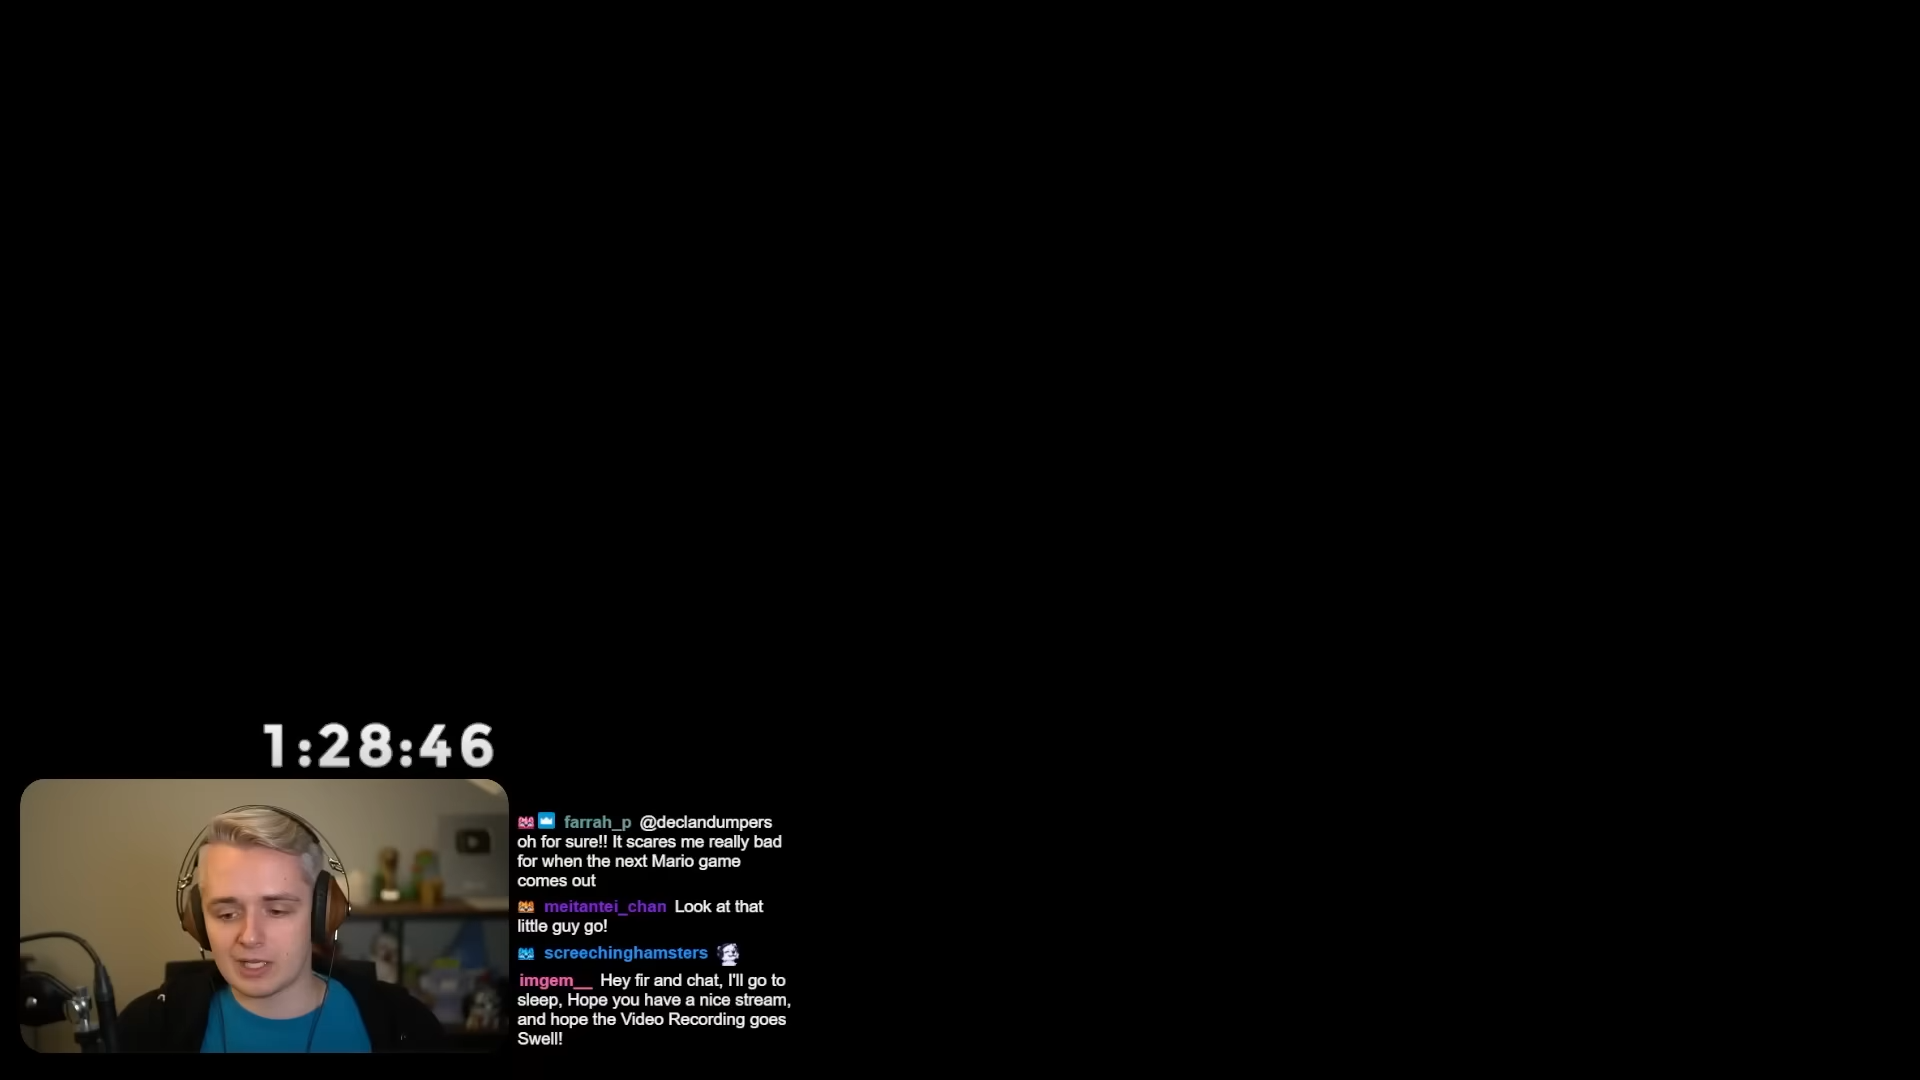 1:28:46
farrah_p @declandumpers
oh for sure!! It scares me really bad
for when the next Mario game
comes out
meitantei_chan Look at that
little guy go!
screechinghamsters
imgem__ Hey fir and chat, I'll go to
sleep, Hope you have a nice stream,
and hope the Video Recording goes
Swell!